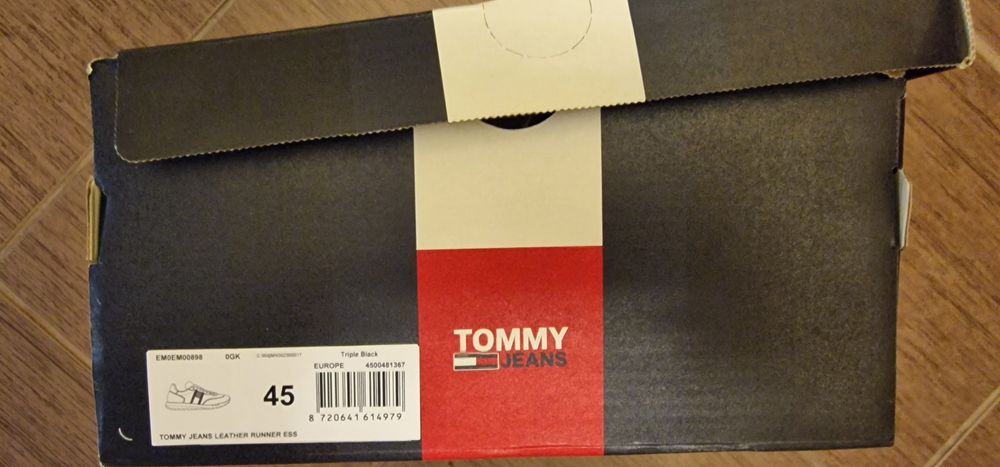 TOMMY
JEANS
EM0EM00898 0GK Triple Black
EUROPE 4500481367
45
8 720641 614979
TOMMY JEANS LEATHER RUNNER ESS